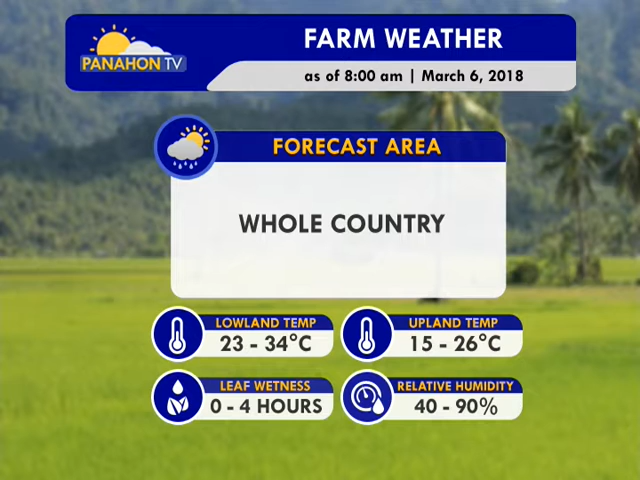 PANAHON TV
FARM WEATHER
as of 8:00 am | March 6, 2018
FORECAST AREA
WHOLE COUNTRY
LOWLAND TEMP
23 - 34°C
UPLAND TEMP
15 - 26°C
LEAF WETNESS
0 - 4 HOURS
RELATIVE HUMIDITY
40 - 90%